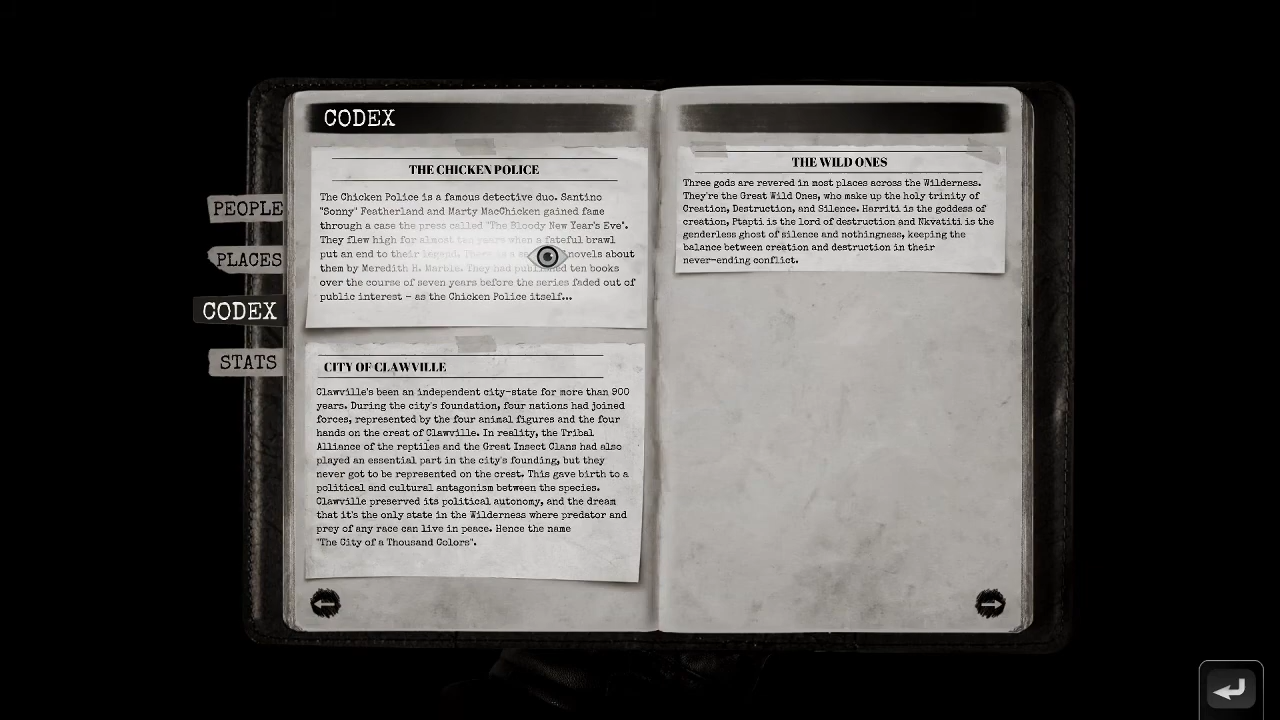 CODEX
THE CHICKEN POLICE
The Chicken Police is a famous detective duo. Santino
"Sonny" Featherland and Marty MacChicken gained fame
through a case the press called "The Bloody New Year's Eve".
They flew high for almost ten years when a fateful brawl
put an end to their legend. There is a novels about
them by Meredith H. Marble. They had published ten books
over the course of seven years before the series faded out of
public interest - as the Chicken Police itself...
CITY OF CLAWVILLE
Clawville's been an independent city-state for more than 900
years. During the city's foundation, four nations had joined
forces, represented by the four animal figures and the four
hands on the crest of Clawville. In reality, the Tribal
Alliance of the reptiles and the Great Insect Clans had also
played an essential part in the city's founding, but they
never got to be represented on the crest. This gave birth to a
political and cultural antagonism between the species.
Clawville preserved its political autonomy, and the dream
that it's the only state in the Wilderness where predator and
prey of any race can live in peace. Hence the name
"The City of a Thousand Colors".
THE WILD ONES
Three gods are revered in most places across the Wilderness.
They're the Great Wild Ones, who make up the holy trinity of
Creation, Destruction, and Silence. Harriti is the goddess of
creation, Ptapti is the lord of destruction and Nkvatiti is the
genderless ghost of silence and nothingness, keeping the
balance between creation and destruction in their
never-ending conflict.
PEOPLE
PLACES
CODEX
STATS